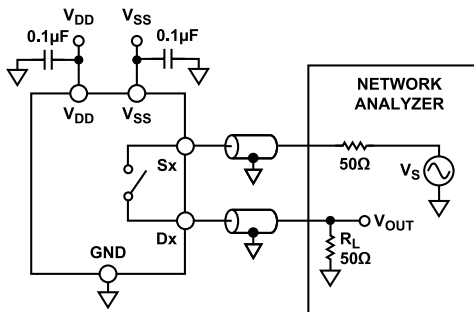 V_DD V_SS
0.1µF 0.1µF
V_DD V_SS
NETWORK
ANALYZER
Sx
50Ω
V_S
Dx
V_OUT
GND
R_L
50Ω